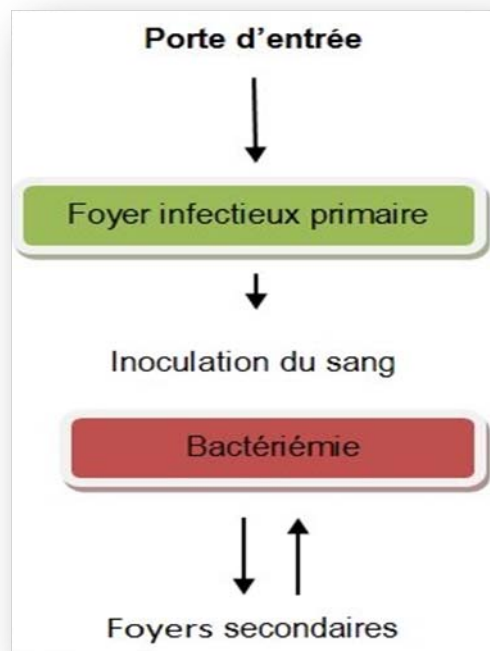 Porte d’entrée
Foyer infectieux primaire
Inoculation du sang
Bactériémie
Foyers secondaires